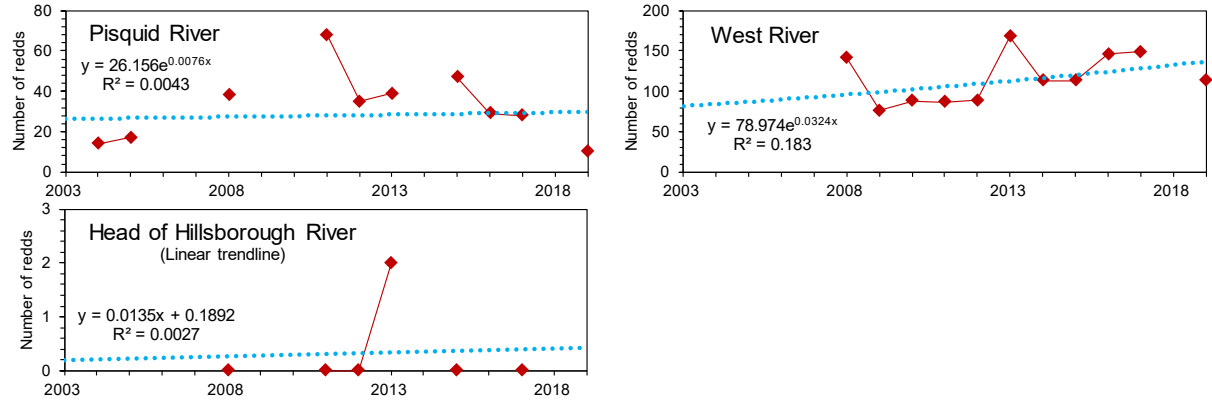 Number of redds
80
60
40
20
0
Pisquid River
y = 26.156e^0.0076x
R² = 0.0043
2003
2008
2013
2018
Number of redds
200
150
100
50
0
West River
y = 78.974e^0.0324x
R² = 0.183
2003
2008
2013
2018
Number of redds
3
2
1
0
Head of Hillsborough River
(Linear trendline)
y = 0.0135x + 0.1892
R² = 0.0027
2003
2008
2013
2018